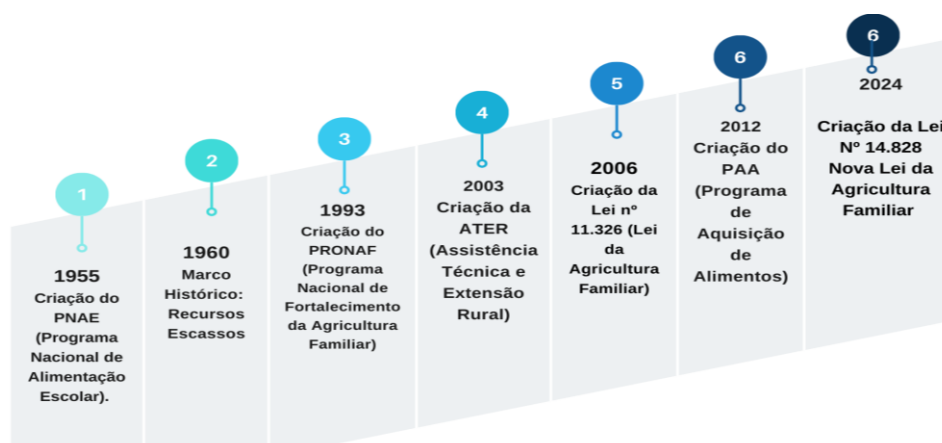 1
1955
Criação do
PNAE
(Programa
Nacional de
Alimentação
Escolar).
2
1960
Marco
Histórico:
Recursos
Escassos
3
1993
Criação do
PRONAF
(Programa
Nacional de
Fortalecimento
da Agricultura
Familiar)
4
2003
Criação da
ATER
(Assistência
Técnica e
Extensão
Rural)
5
2006
Criação da
Lei nº
11.326 (Lei
da
Agricultura
Familiar)
6
2012
Criação do
PAA
(Programa
de
Aquisição
de
Alimentos)
6
2024
Criação da Lei
Nº 14.828
Nova Lei da
Agricultura
Familiar